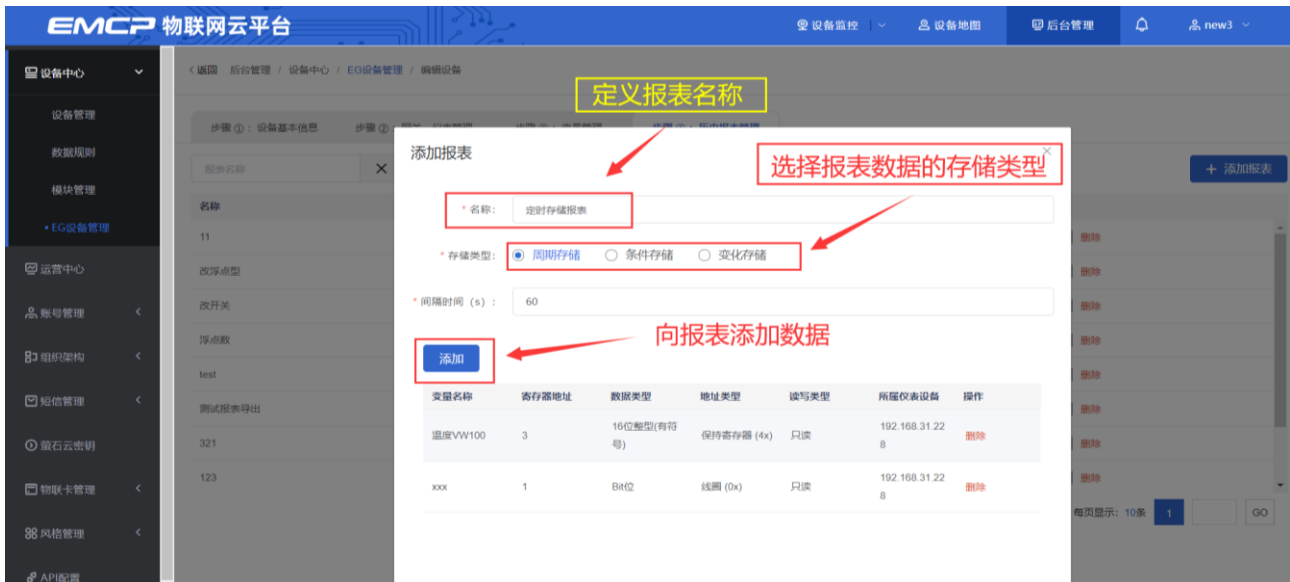 EMCP 物联网云平台
设备监控 设备地图 后台管理 new3
设备中心
设备管理
数据规则
模块管理
•EG设备管理
运营中心
账号管理
组织架构
短信管理
萤石云密钥
物联卡管理
风格管理
API配置
<返回 后台管理 / 设备中心 / EG设备管理 / 编辑设备
定义报表名称
步骤①：设备基本信息
报表名称
+ 添加报表
名称
11 删除
改浮点型 删除
改开关 删除
浮点数 删除
test 删除
测试报表导出 删除
321 删除
123 删除
每页显示：10条 1 GO
添加报表
选择报表数据的存储类型
* 名称： 定时存储报表
* 存储类型： 周期存储 条件存储 变化存储
* 间隔时间（s）： 60
向报表添加数据
添加
变量名称 寄存器地址 数据类型 地址类型 读写类型 所属仪表设备 操作
温度VW100 3 16位整型(有符号) 保持寄存器 (4x) 只读 192.168.31.228 删除
xxx 1 Bit位 线圈 (0x) 只读 192.168.31.228 删除